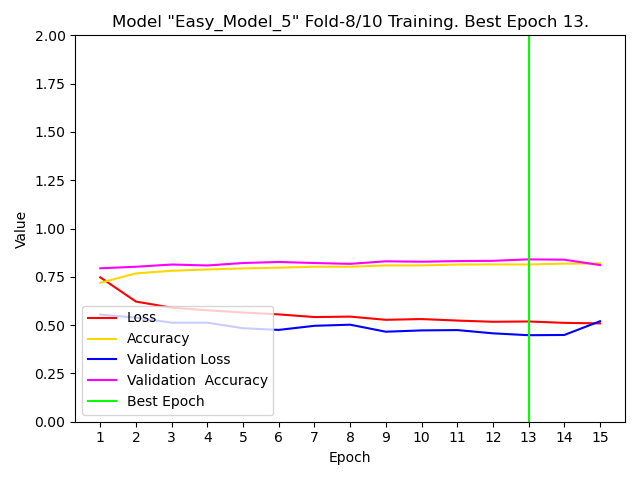 Model "Easy_Model_5" Fold-8/10 Training. Best Epoch 13.
2.00
1.75
1.50
1.25
1.00
0.75
0.50
0.25
0.00
Value
Loss
Accuracy
Validation Loss
Validation  Accuracy
Best Epoch
1 2 3 4 5 6 7 8 9 10 11 12 13 14 15
Epoch